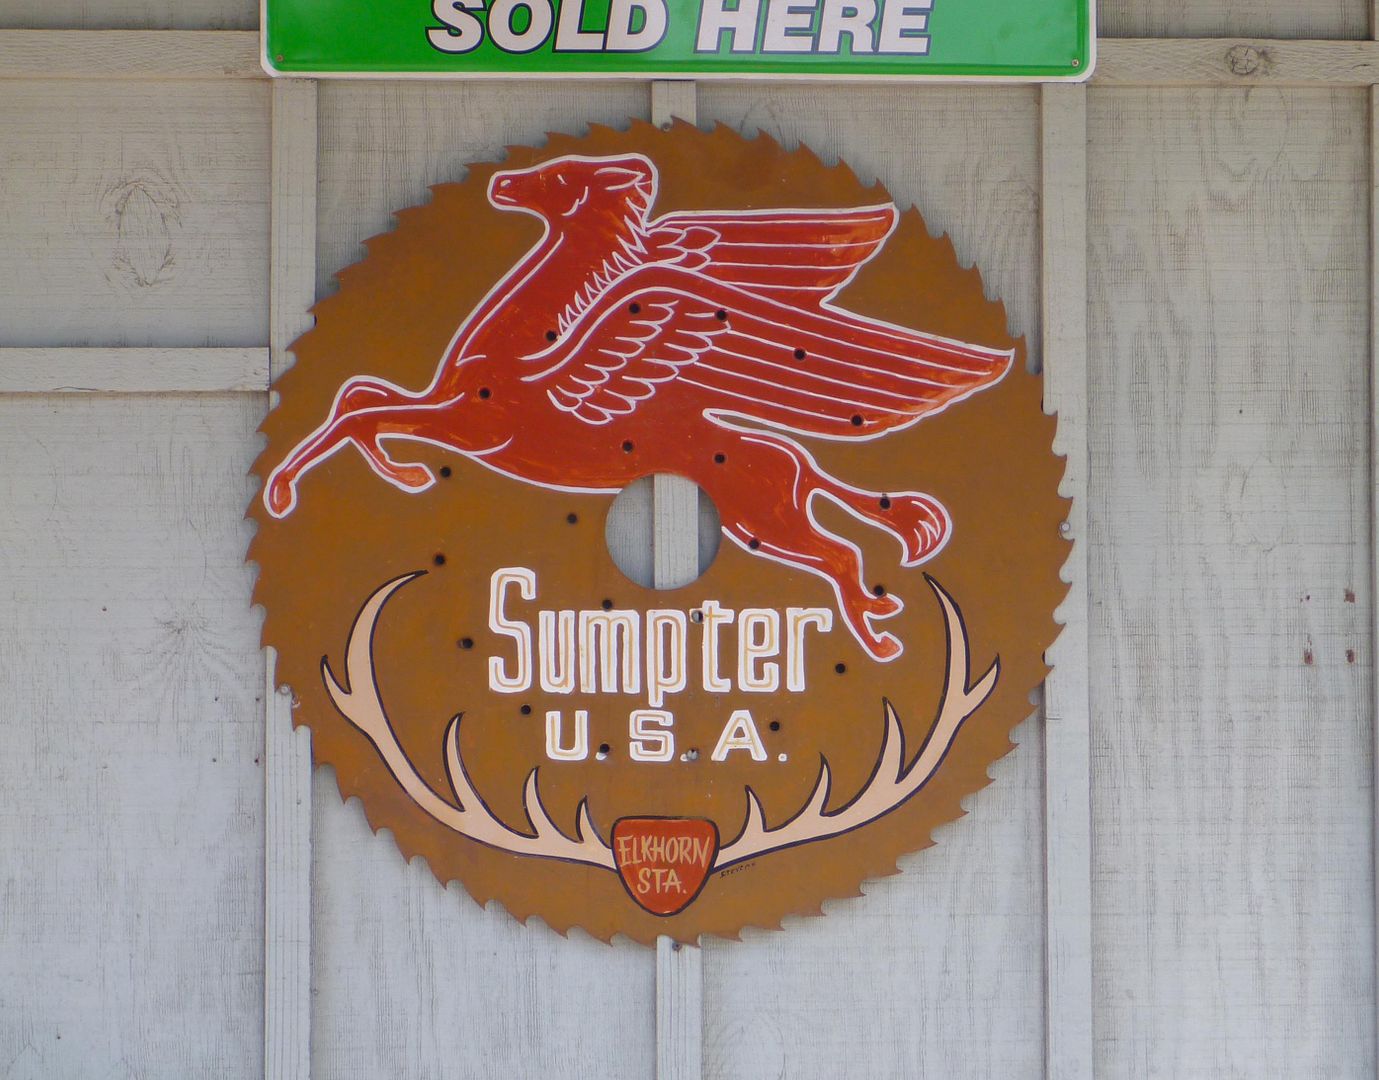 SOLD HERE
Sumpter
U.S.A.
ELKHORN
STA.